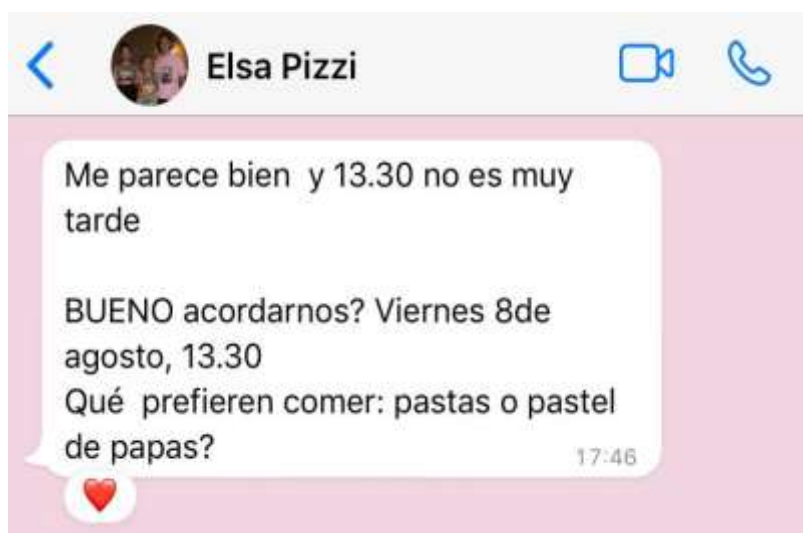 Elsa Pizzi
Me parece bien  y 13.30 no es muy
tarde
BUENO acordarnos? Viernes 8de
agosto, 13.30
Qué  prefieren comer: pastas o pastel
de papas?
17:46